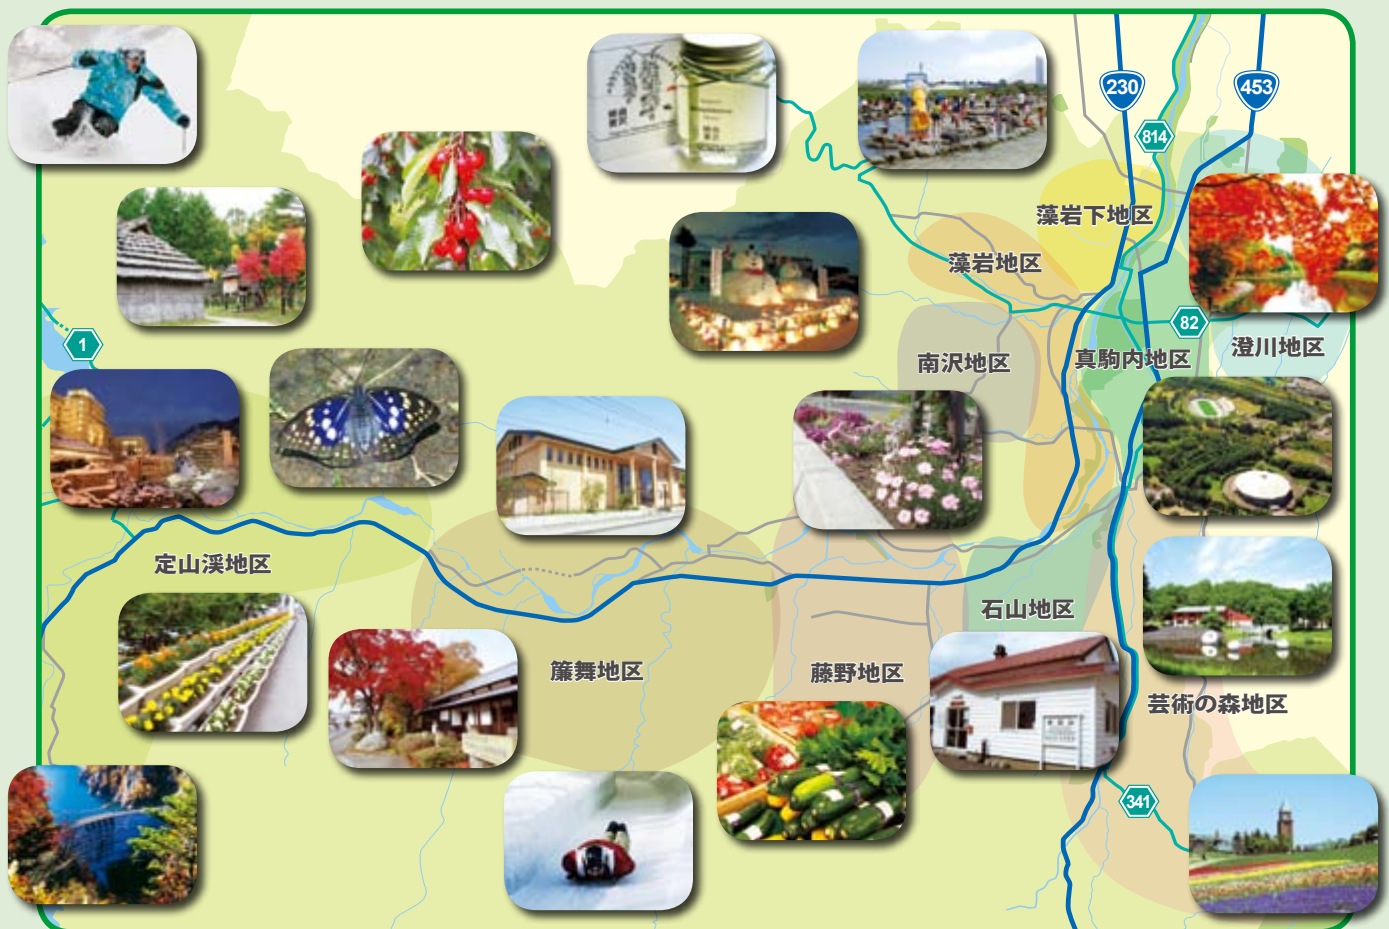 230
453
814
藻岩下地区
藻岩地区
82
1
南沢地区
真駒内地区
澄川地区
定山渓地区
石山地区
簾舞地区
藤野地区
芸術の森地区
341